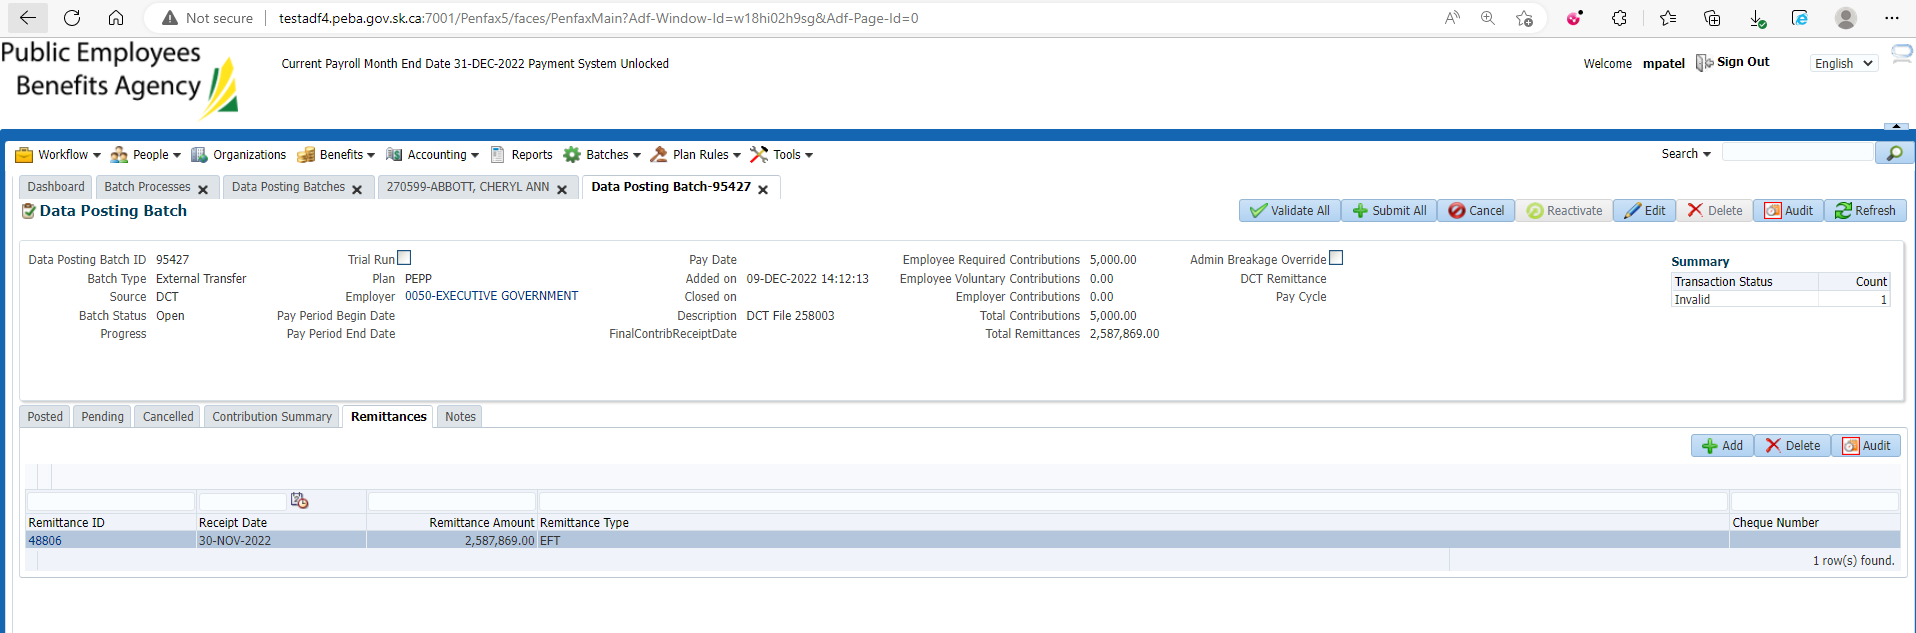 Not secure | testadf4.peba.gov.sk.ca:7001/Penfax5/faces/PenfaxMain?Adf-Window-Id=w18hi02h9sg&Adf-Page-Id=0
Public Employees
Benefits Agency
Current Payroll Month End Date 31-DEC-2022 Payment System Unlocked
Welcome mpatel Sign Out English
Workflow People Organizations Benefits Accounting Reports Batches Plan Rules Tools Search
Dashboard Batch Processes Data Posting Batches 270599-ABBOTT, CHERYL ANN Data Posting Batch-95427
Data Posting Batch Validate All Submit All Cancel Reactivate Edit Delete Audit Refresh
Data Posting Batch ID 95427 Trial Run Pay Date Employee Required Contributions 5,000.00 Admin Breakage Override Summary
Batch Type External Transfer Plan PEPP Added on 09-DEC-2022 14:12:13 Employee Voluntary Contributions 0.00 DCT Remittance Transaction Status Count
Source DCT Employer 0050-EXECUTIVE GOVERNMENT Closed on Employer Contributions 0.00 Pay Cycle Invalid 1
Batch Status Open Pay Period Begin Date Description DCT File 258003 Total Contributions 5,000.00
Progress Pay Period End Date FinalContribReceiptDate Total Remittances 2,587,869.00
Posted Pending Cancelled Contribution Summary Remittances Notes
Add Delete Audit
Remittance ID Receipt Date Remittance Amount Remittance Type Cheque Number
48806 30-NOV-2022 2,587,869.00 EFT
1 row(s) found.